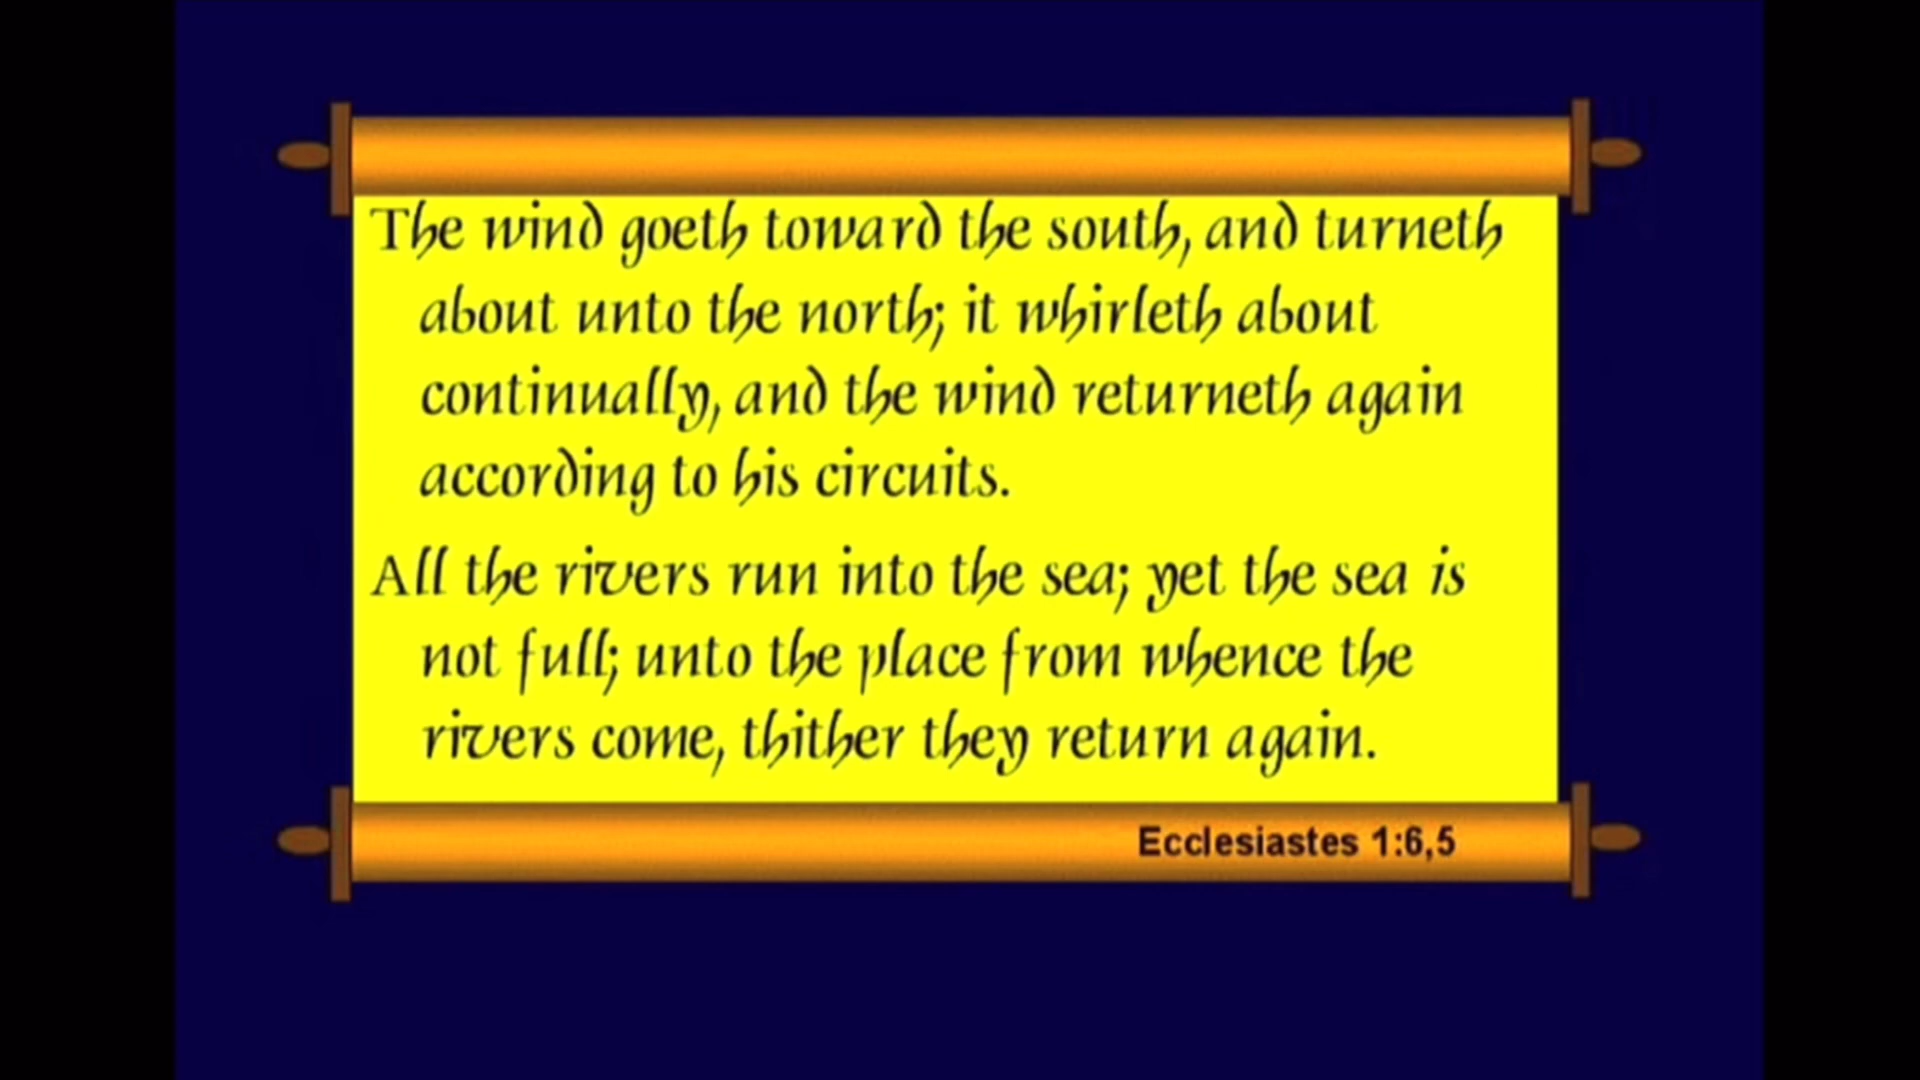 The wind goeth toward the south, and turneth
about unto the north; it whirleth about
continually, and the wind returneth again
according to his circuits.
All the rivers run into the sea; yet the sea is
not full; unto the place from whence the
rivers come, thither they return again.
Ecclesiastes 1:6,5